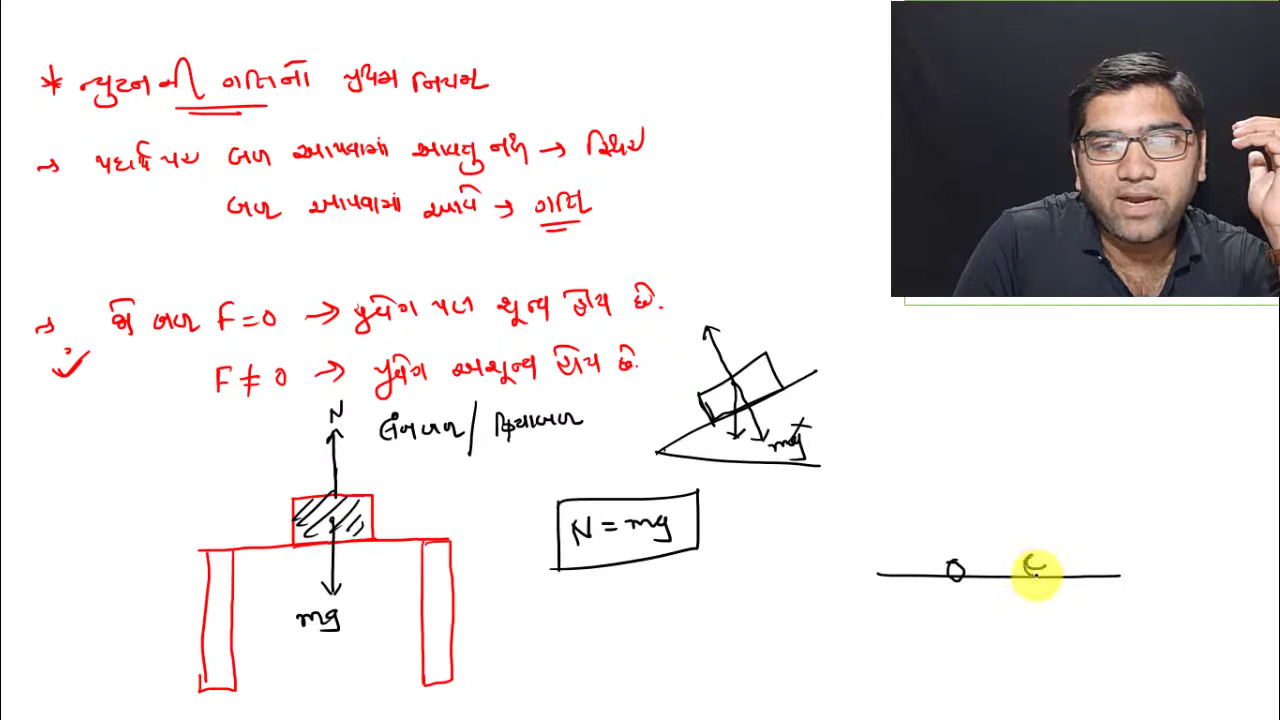 * ન્યુટનની ગતિનો પ્રથમ નિયમ
→ પદાર્થ પર બળ આપવામાં આવતુ નથી → સ્થિર
બળ આપવામાં આવે → ગતિ
→ જો બળ F=0 → પ્રવેગ પણ શૂન્ય હોય છે.
F≠0 → પ્રવેગ અશૂન્ય હોય છે.
N
લંબબળ / ક્રિયાબળ
mg
N = mg
mg